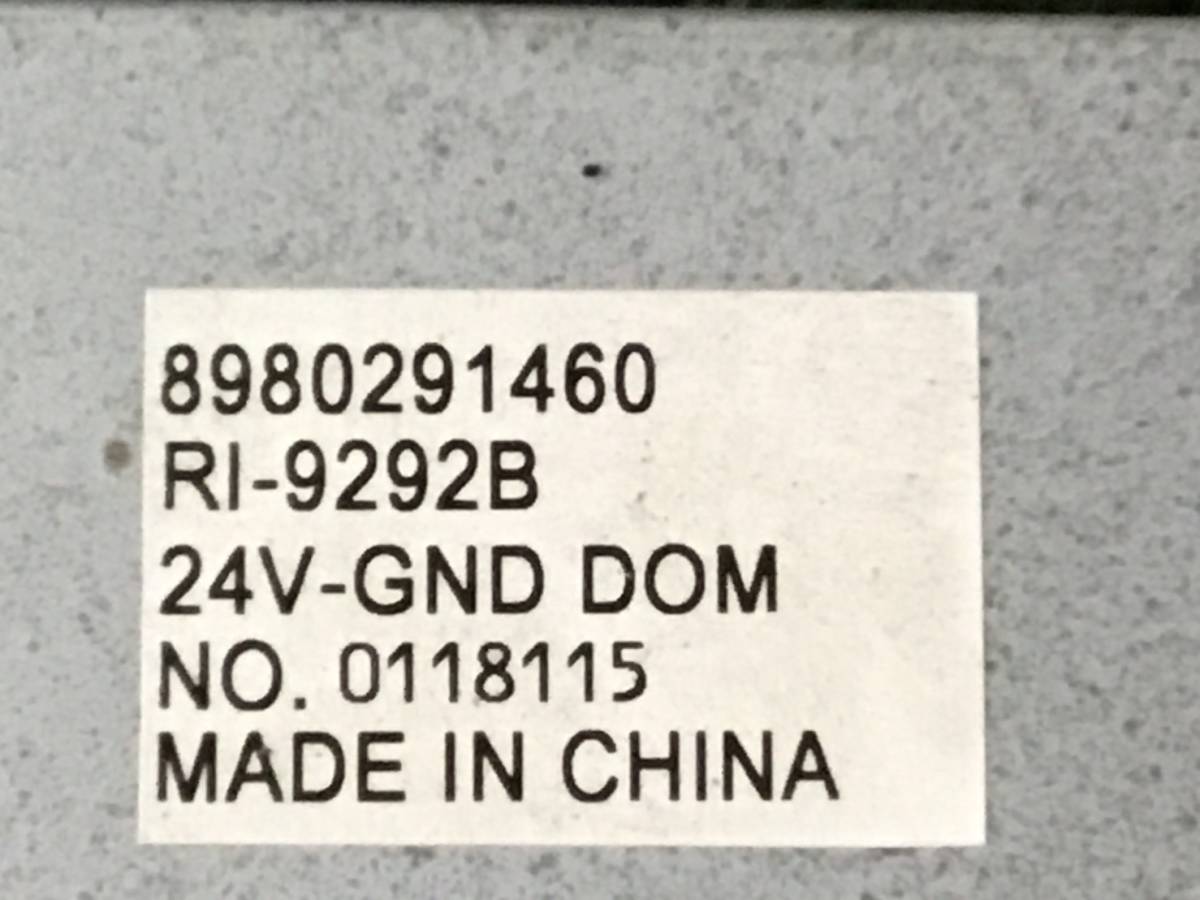 8980291460
RI-9292B
24V-GND DOM
NO. 0118115
MADE IN CHINA